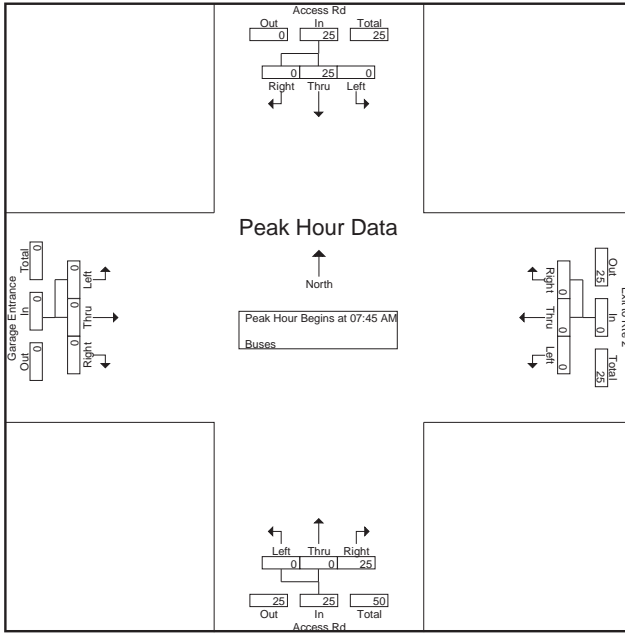 Access Rd
Out In Total
0 25 25
0 25 0
Right Thru Left
Peak Hour Data
North
Peak Hour Begins at 07:45 AM
Buses
Garage Entrance
Total In Out
0 0 0
0 0 0
Left Thru Right
Right Thru Left
0 0 0
25 0 25
Out In Total
Left Thru Right
0 0 25
25 25 50
Out In Total
Access Rd